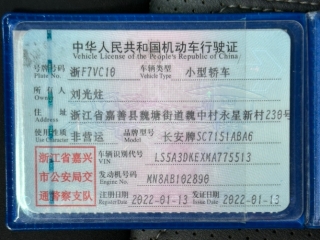 中华人民共和国机动车行驶证
Vehicle License of the People's Republic of China
号牌号码 浙F7VC10 车辆类型 小型轿车
Plate No. Vehicle Type
所有人 刘光炷
Owner
住址 浙江省嘉善县魏塘街道魏中村永星新村230号
Address
使用性质 非营运 品牌型号 长安牌SC7151ABA6
Use Character Model
浙江省嘉兴
市公安局交
通警察支队
车辆识别代号 LS5A3DKEXMA775513
VIN
发动机号码 MN8AB102890
Engine No.
注册日期 2022-01-13 发证日期 2022-01-13
Register Date Issue Date